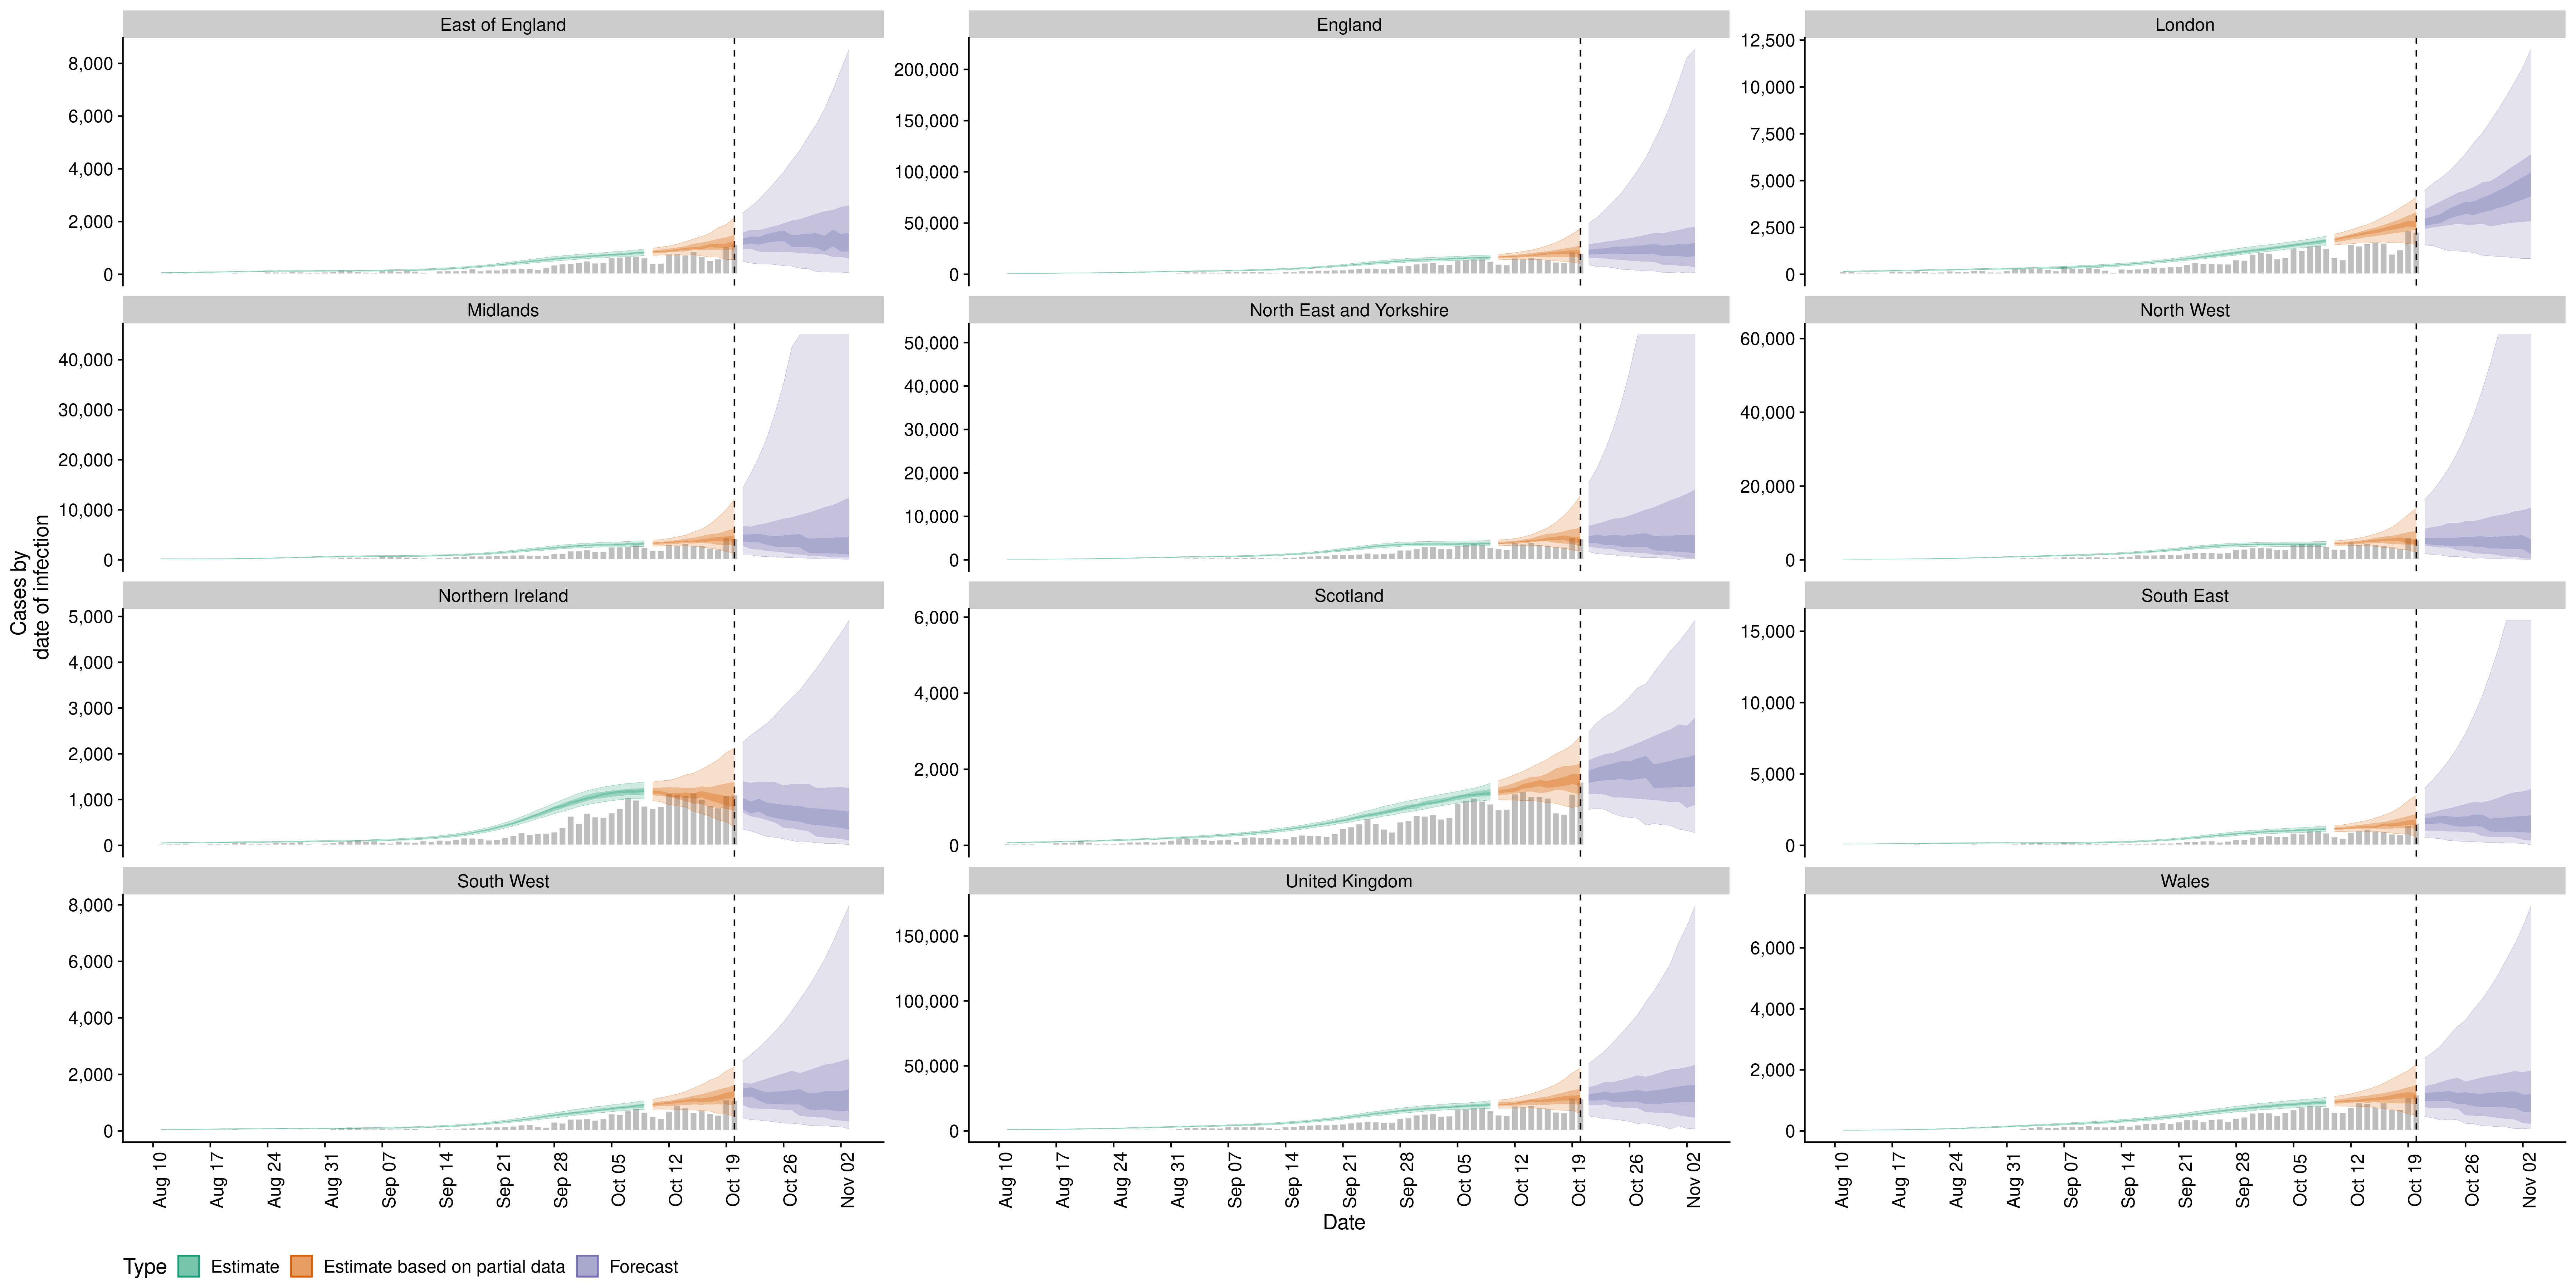 East of England
England
London
8,000
6,000
4,000
2,000
0
200,000
150,000
100,000
50,000
0
12,500
10,000
7,500
5,000
2,500
0
Midlands
North East and Yorkshire
North West
40,000
30,000
20,000
10,000
0
50,000
40,000
30,000
20,000
10,000
0
60,000
40,000
20,000
0
Cases by
date of infection
Northern Ireland
Scotland
South East
5,000
4,000
3,000
2,000
1,000
0
6,000
4,000
2,000
0
15,000
10,000
5,000
0
South West
United Kingdom
Wales
8,000
6,000
4,000
2,000
0
150,000
100,000
50,000
0
6,000
4,000
2,000
0
Aug 10
Aug 17
Aug 24
Aug 31
Sep 07
Sep 14
Sep 21
Sep 28
Oct 05
Oct 12
Oct 19
Oct 26
Nov 02
Aug 10
Aug 17
Aug 24
Aug 31
Sep 07
Sep 14
Sep 21
Sep 28
Oct 05
Oct 12
Oct 19
Oct 26
Nov 02
Aug 10
Aug 17
Aug 24
Aug 31
Sep 07
Sep 14
Sep 21
Sep 28
Oct 05
Oct 12
Oct 19
Oct 26
Nov 02
Date
Type Estimate Estimate based on partial data Forecast